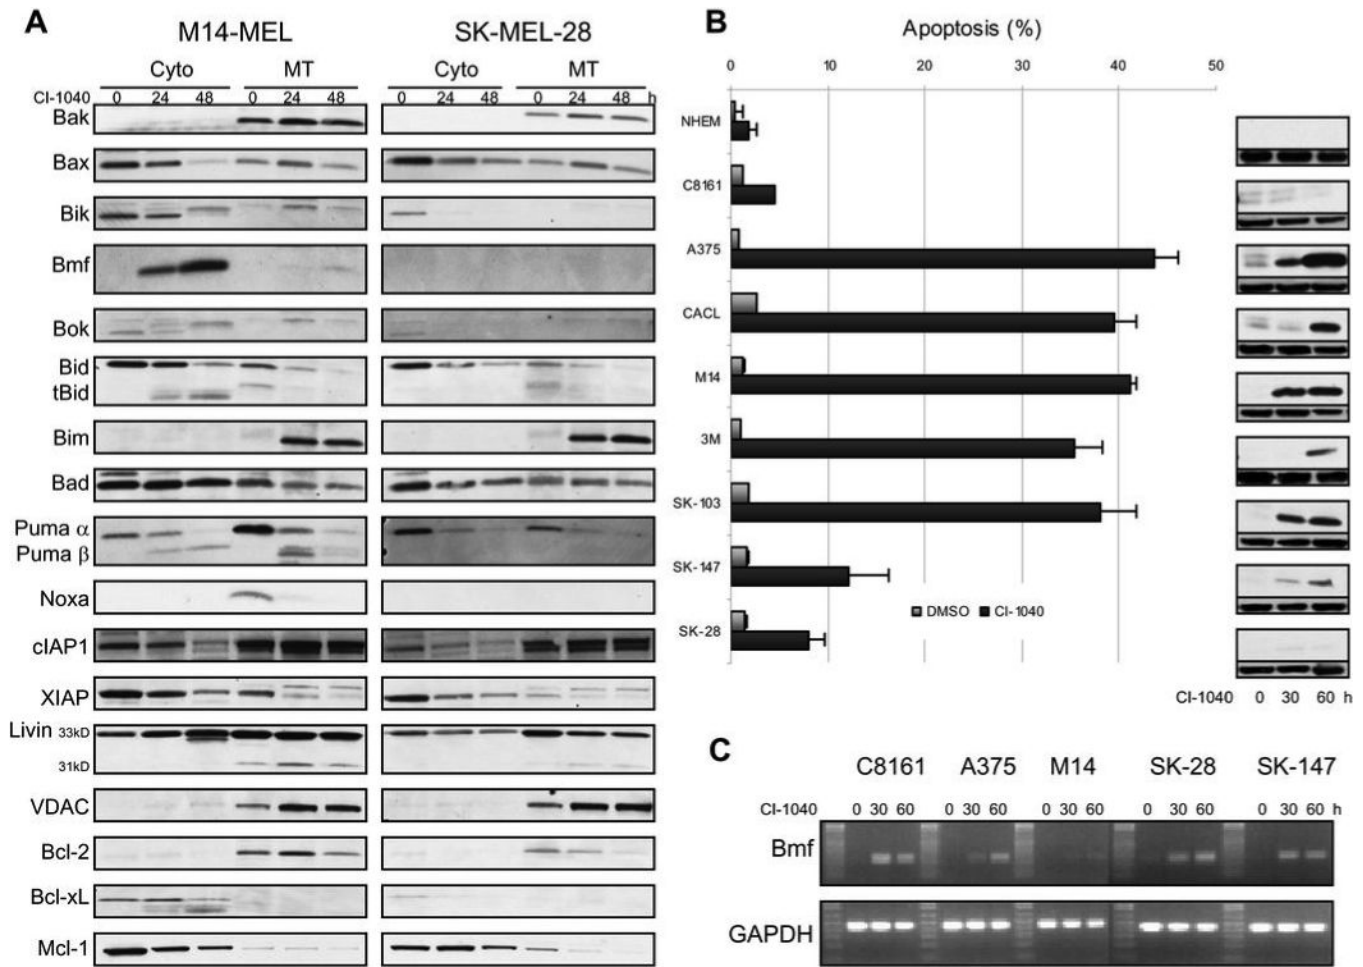 A
M14-MEL
SK-MEL-28
Cyto
MT
Cyto
MT
CI-1040 0 24 48 0 24 48 0 24 48 0 24 48 h
Bak
Bax
Bik
Bmf
Bok
Bid
tBid
Bim
Bad
Puma α
Puma β
Noxa
cIAP1
XIAP
Livin 33kD
31kD
VDAC
Bcl-2
Bcl-xL
Mcl-1
B
Apoptosis (%)
0 10 20 30 40 50
NHEM
C8161
A375
CACL
M14
3M
SK-103
SK-147
SK-28
DMSO CI-1040
CI-1040 0 30 60 h
C
C8161 A375 M14 SK-28 SK-147
CI-1040 0 30 60 0 30 60 0 30 60 0 30 60 0 30 60 h
Bmf
GAPDH